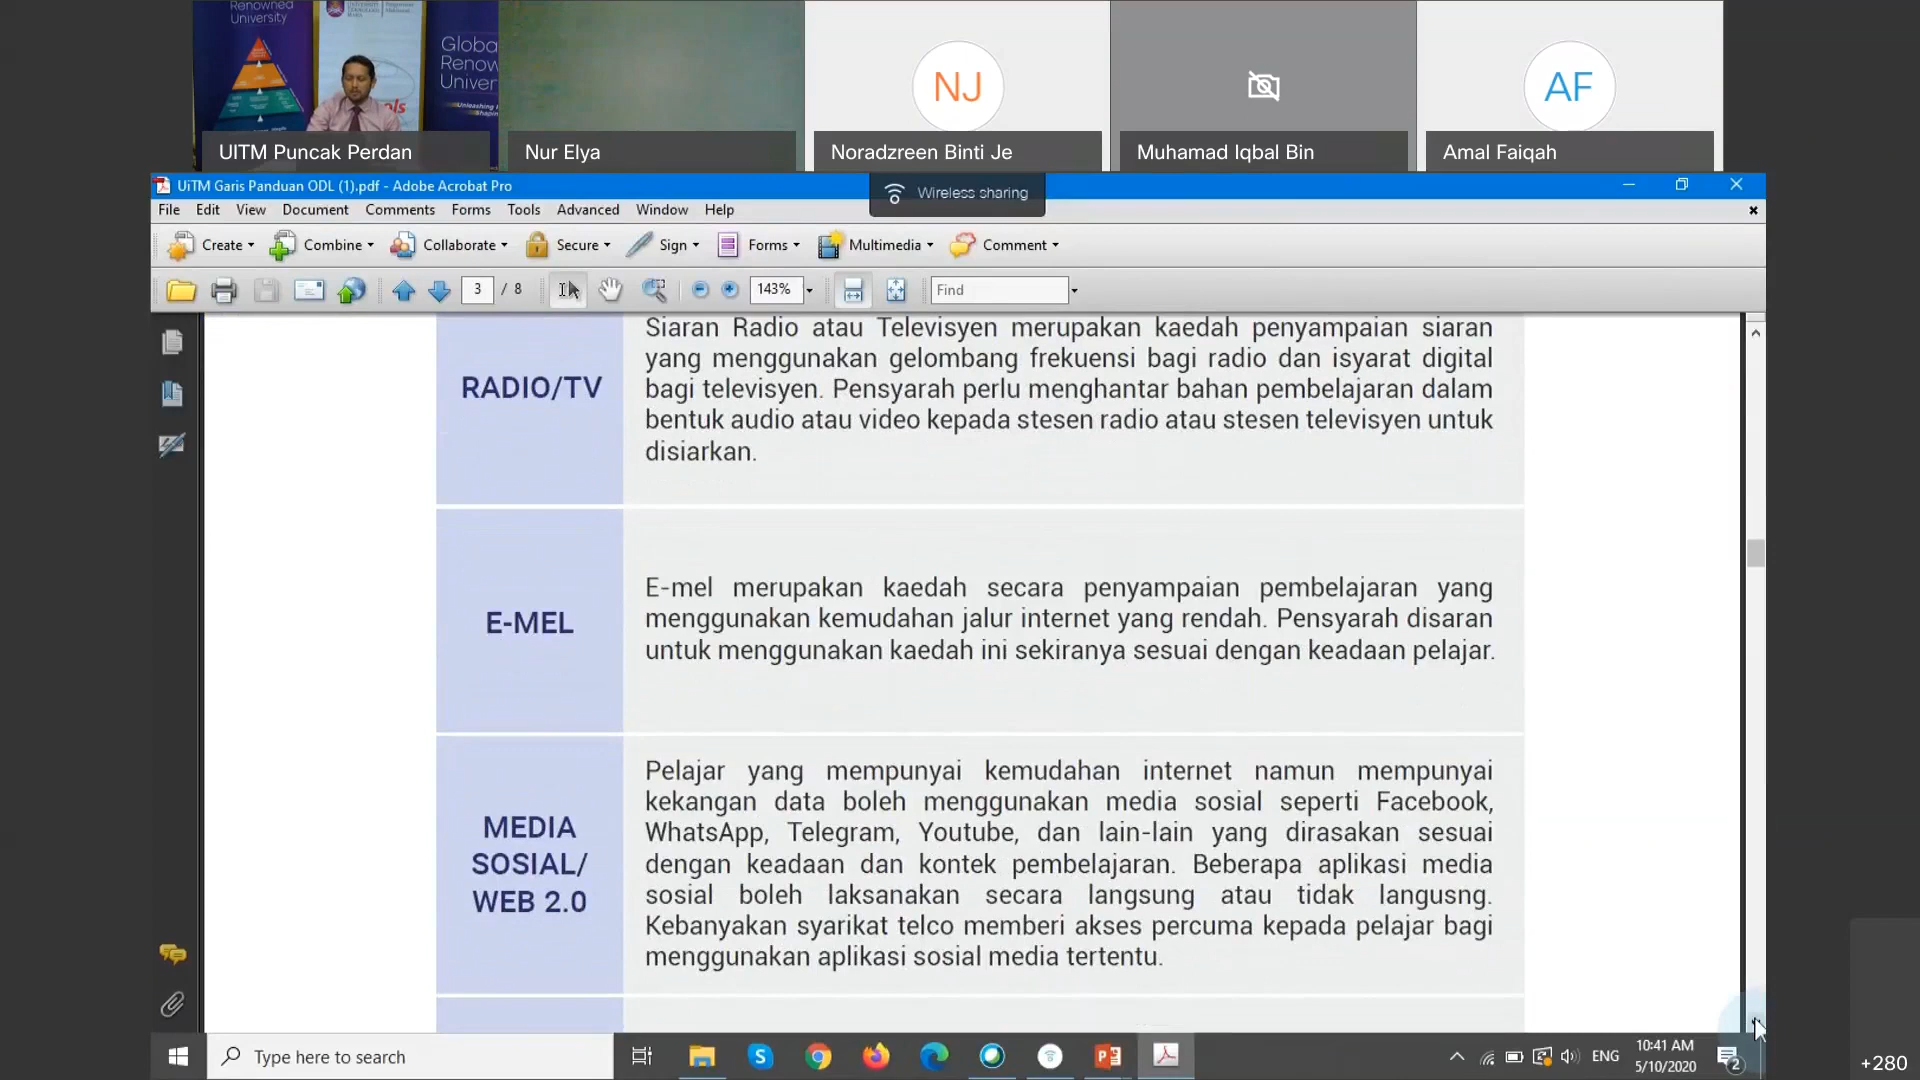 Renowned
University
Global
Renow
Univer
UITM Puncak Perdan
Nur Elya
NJ
Noradzreen Binti Je
Muhamad Iqbal Bin
AF
Amal Faiqah
UiTM Garis Panduan ODL (1).pdf - Adobe Acrobat Pro
Wireless sharing
File Edit View Document Comments Forms Tools Advanced Window Help
Create Combine Collaborate Secure Sign Forms Multimedia Comment
3 / 8 143% Find
RADIO/TV
Siaran Radio atau Televisyen merupakan kaedah penyampaian siaran
yang menggunakan gelombang frekuensi bagi radio dan isyarat digital
bagi televisyen. Pensyarah perlu menghantar bahan pembelajaran dalam
bentuk audio atau video kepada stesen radio atau stesen televisyen untuk
disiarkan.
E-MEL
E-mel merupakan kaedah secara penyampaian pembelajaran yang
menggunakan kemudahan jalur internet yang rendah. Pensyarah disaran
untuk menggunakan kaedah ini sekiranya sesuai dengan keadaan pelajar.
MEDIA
SOSIAL/
WEB 2.0
Pelajar yang mempunyai kemudahan internet namun mempunyai
kekangan data boleh menggunakan media sosial seperti Facebook,
WhatsApp, Telegram, Youtube, dan lain-lain yang dirasakan sesuai
dengan keadaan dan kontek pembelajaran. Beberapa aplikasi media
sosial boleh laksanakan secara langsung atau tidak langusng.
Kebanyakan syarikat telco memberi akses percuma kepada pelajar bagi
menggunakan aplikasi sosial media tertentu.
Type here to search
ENG
10:41 AM
5/10/2020
2
+280